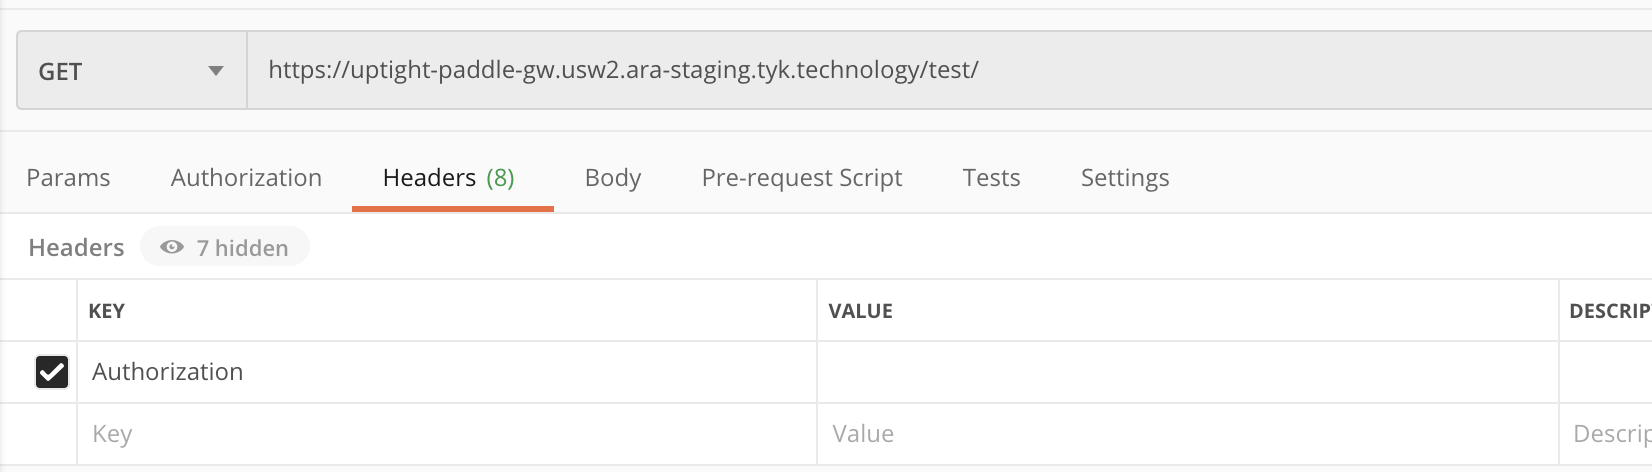 GET https://uptight-paddle-gw.usw2.ara-staging.tyk.technology/test/
Params Authorization Headers (8) Body Pre-request Script Tests Settings
Headers 7 hidden
KEY VALUE DESCRIP
Authorization
Key Value Descrip